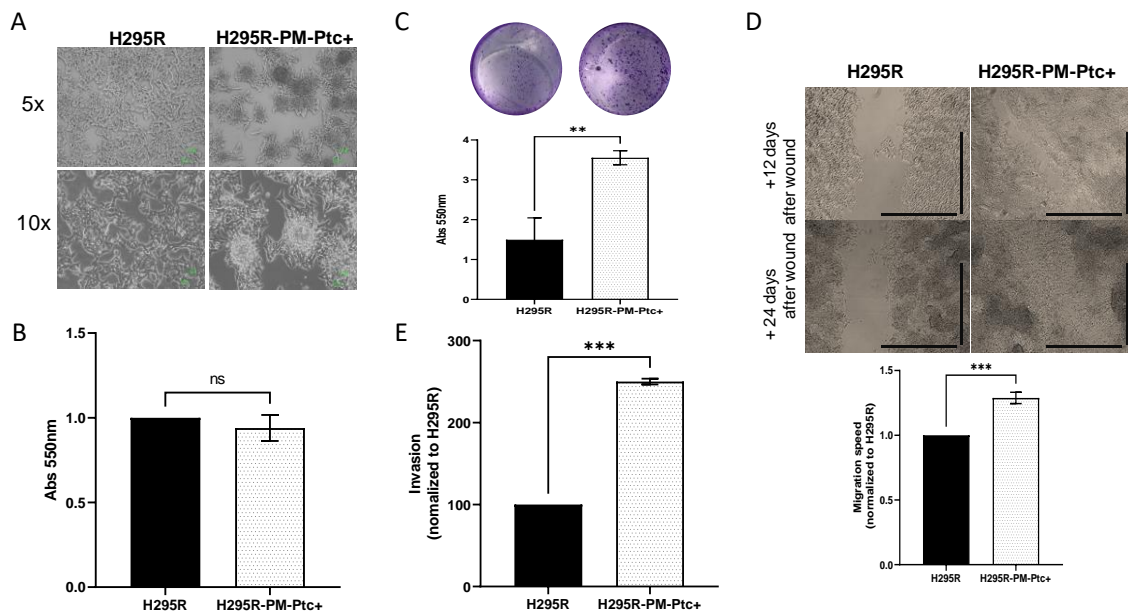 A
H295R
H295R-PM-Ptc+
5x
10x
B
ns
Abs 550nm
1.0
0.5
0.0
H295R
H295R-PM-Ptc+
C
**
Abs 550nm
4
3
2
1
0
H295R
H295R-PM-Ptc+
E
***
Invasion
(normalized to H295R)
300
200
100
0
H295R
H295R-PM-Ptc+
D
H295R
H295R-PM-Ptc+
+12 days
after wound
+ 24 days
after wound
***
Migration speed
(normalized to H295R)
1.5
1.0
0.5
0.0
H295R
H295R-PM-Ptc+